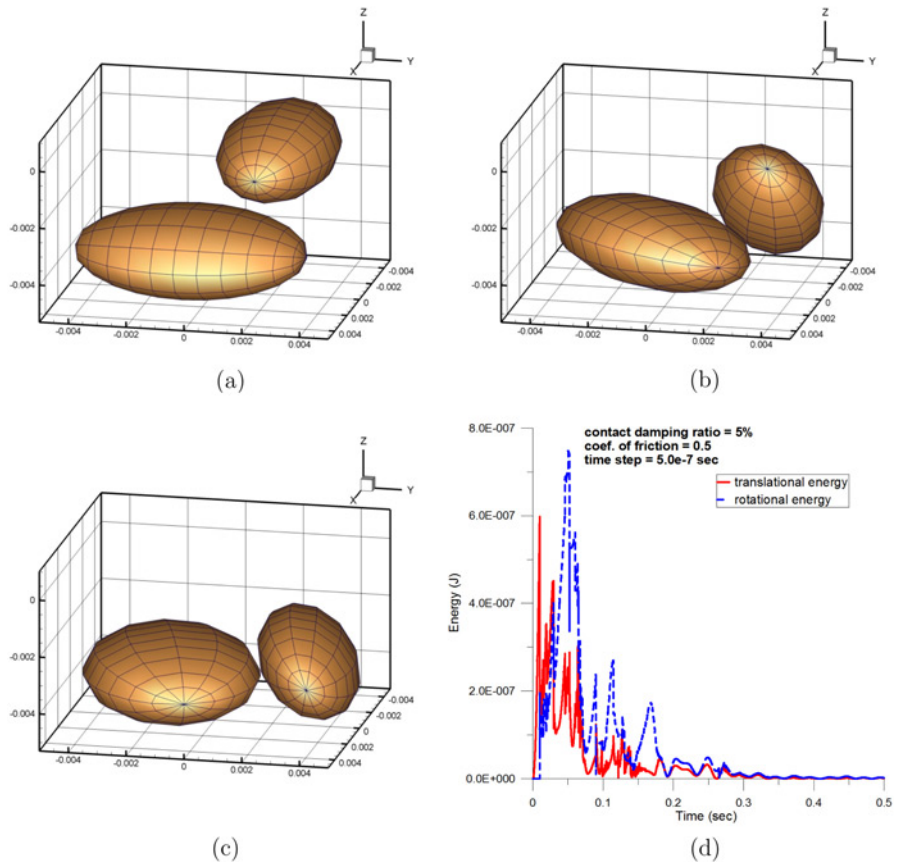 Z
Y
X
0
-0.002
-0.004
-0.004
-0.002
0
0.002
0.004
-0.004
-0.002
0
0.002
0.004
(a)
Z
Y
X
0
-0.002
-0.004
-0.004
-0.002
0
0.002
0.004
-0.004
-0.002
0
0.002
0.004
(b)
Z
Y
X
0
-0.002
-0.004
-0.004
-0.002
0
0.002
0.004
-0.004
-0.002
0
0.002
0.004
(c)
8.0E-007
6.0E-007
4.0E-007
2.0E-007
0.0E+000
Energy (J)
contact damping ratio = 5%
coef. of friction = 0.5
time step = 5.0e-7 sec
translational energy
rotational energy
0
0.1
0.2
0.3
0.4
0.5
Time (sec)
(d)